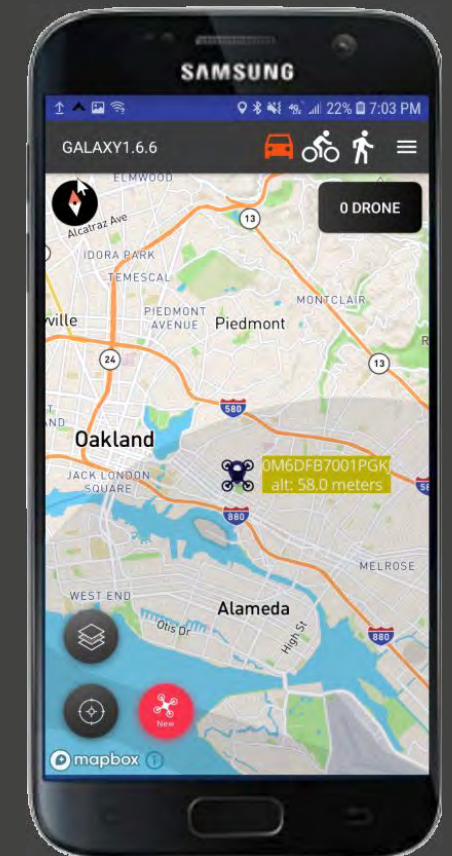 SAMSUNG
22% 7:03 PM
GALAXY1.6.6
ELMWOOD
0 DRONE
Alcatraz Ave
13
IDORA PARK
TEMESCAL
MONTCLAIR
ville
PIEDMONT
AVENUE
Piedmont
24
13
580
Oakland
0M6DFB7001PGKJ
alt: 58.0 meters
JACK LONDON
SQUARE
880
MELROSE
WEST END
Alameda
Otis Dr
High St
880
New
mapbox